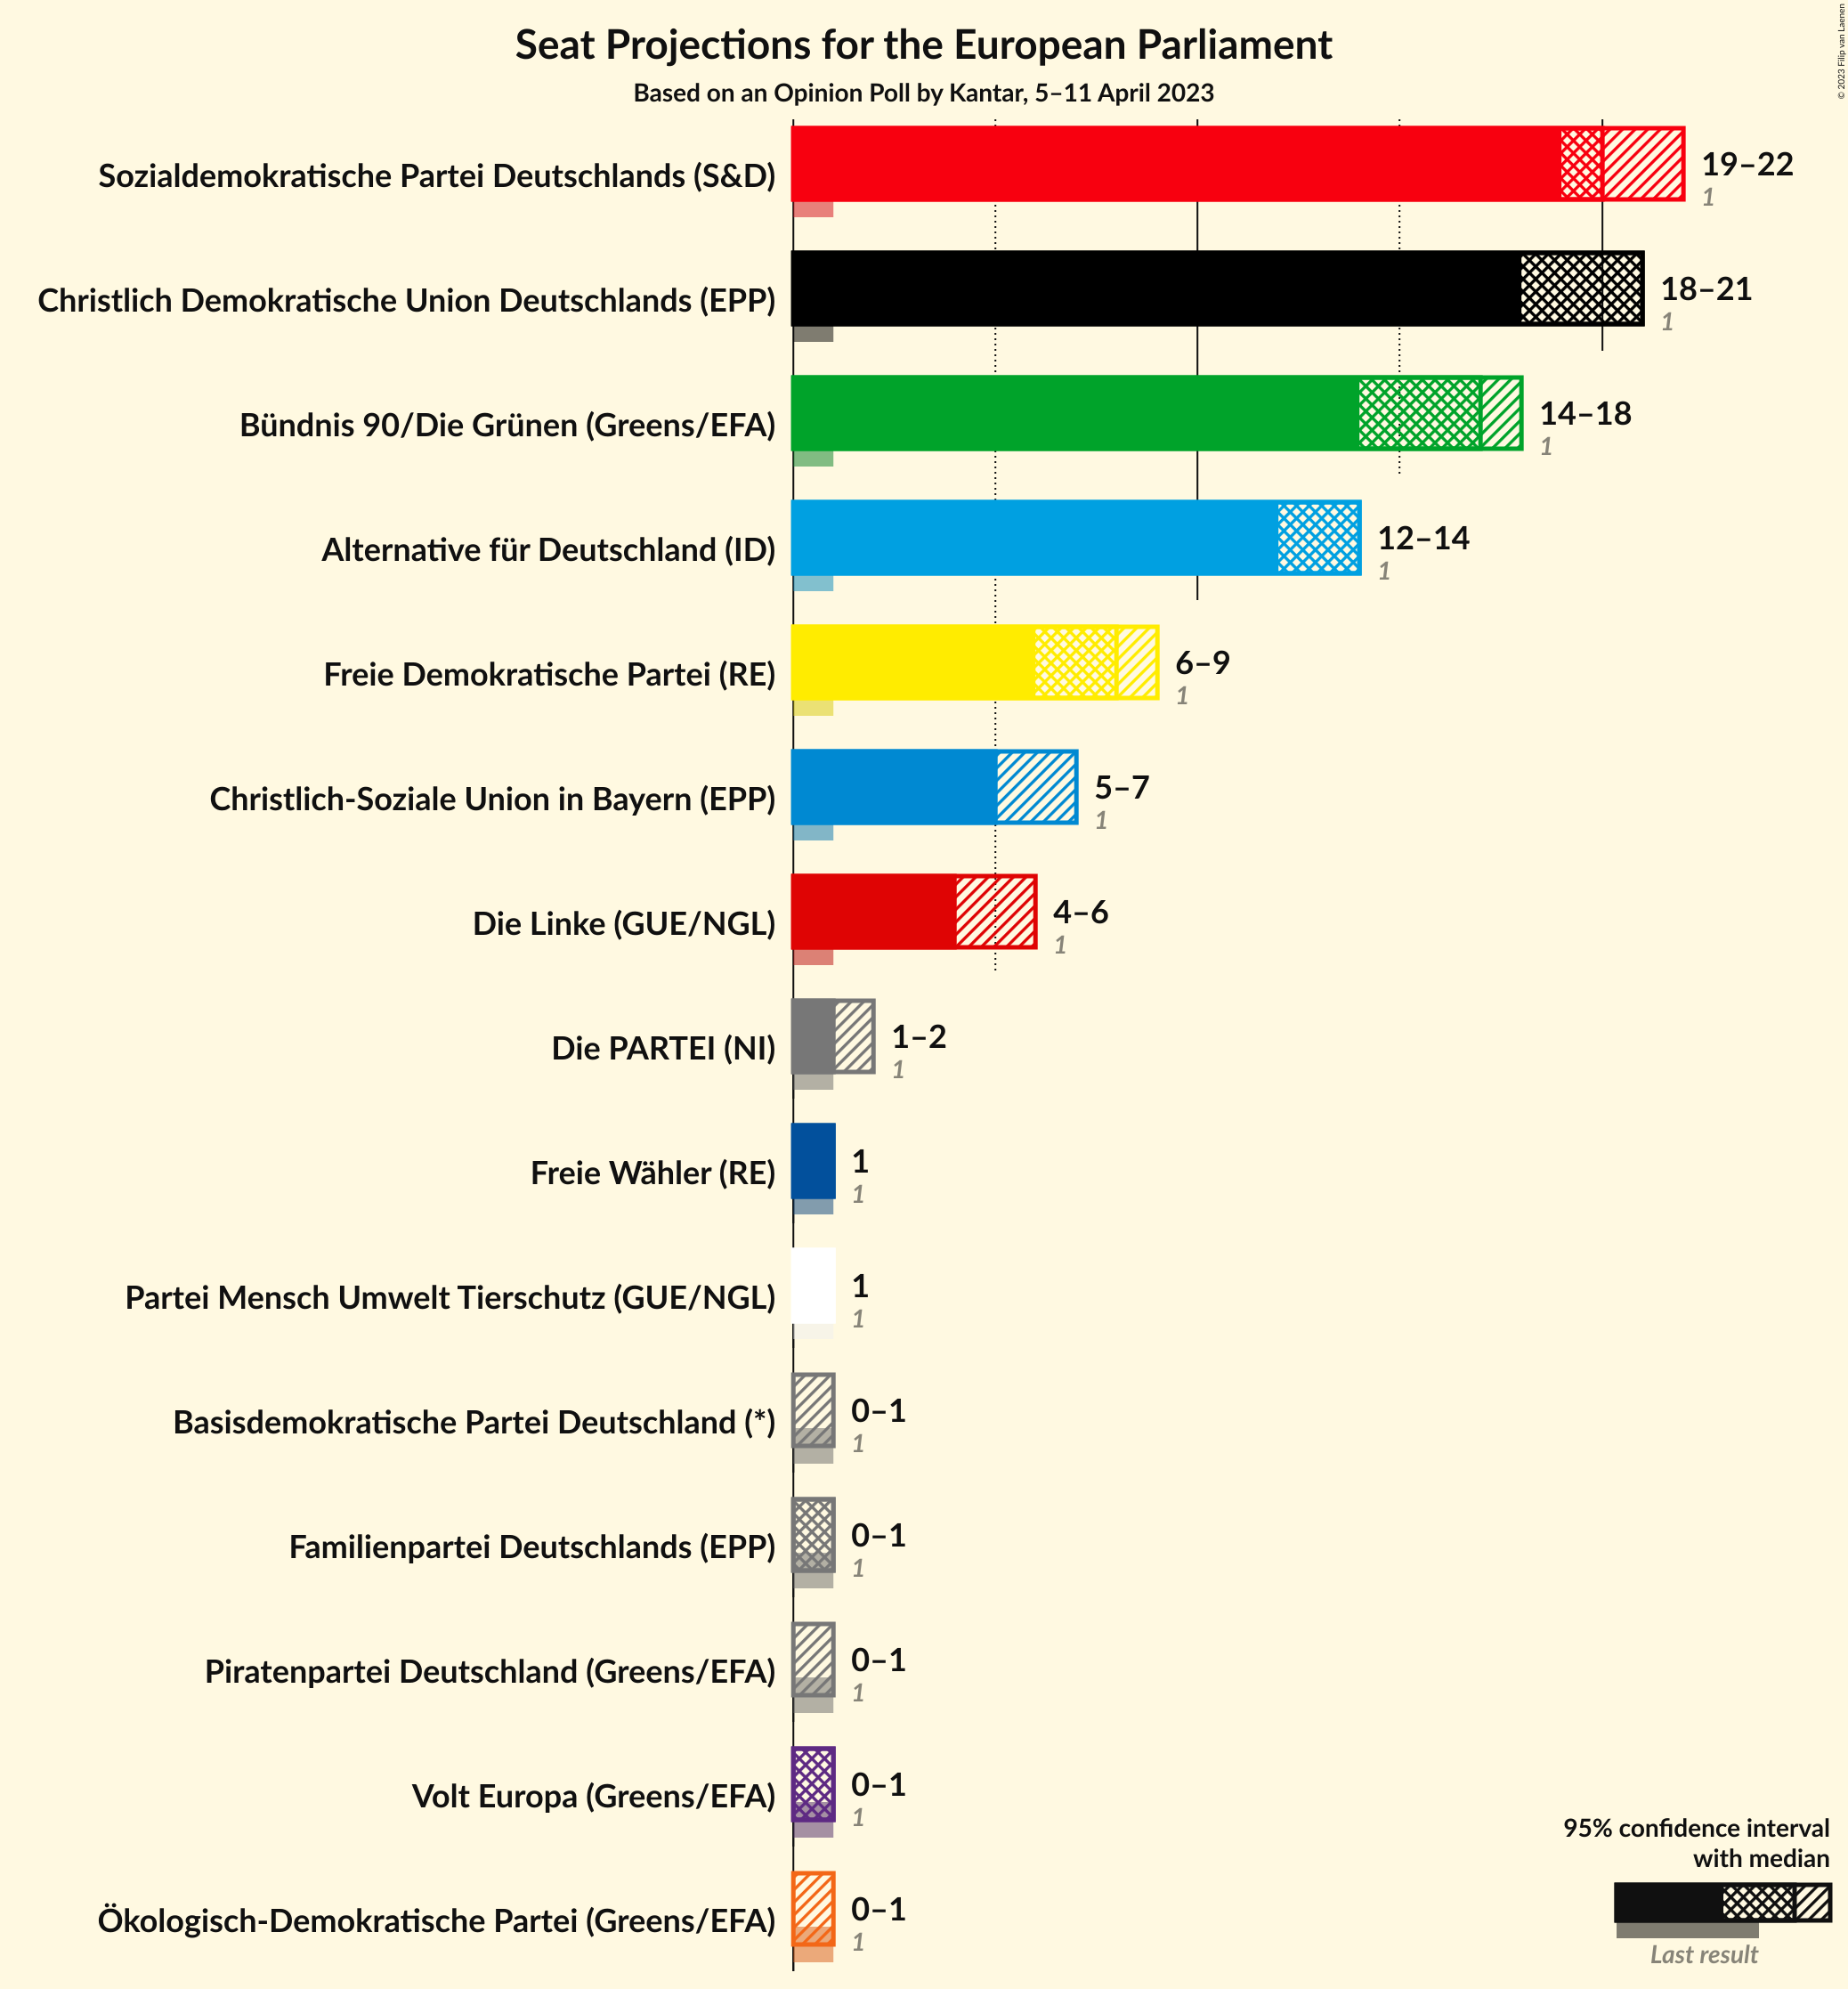 Seat Projections for the European Parliament
Based on an Opinion Poll by Kantar, 5–11 April 2023
© 2023 Filip van Laenen
Sozialdemokratische Partei Deutschlands (S&D)
19–22
1
Christlich Demokratische Union Deutschlands (EPP)
18–21
1
Bündnis 90/Die Grünen (Greens/EFA)
14–18
1
Alternative für Deutschland (ID)
12–14
1
Freie Demokratische Partei (RE)
6–9
1
Christlich-Soziale Union in Bayern (EPP)
5–7
1
Die Linke (GUE/NGL)
4–6
1
Die PARTEI (NI)
1–2
1
Freie Wähler (RE)
1
1
Partei Mensch Umwelt Tierschutz (GUE/NGL)
1
1
Basisdemokratische Partei Deutschland (*)
0–1
1
Familienpartei Deutschlands (EPP)
0–1
1
Piratenpartei Deutschland (Greens/EFA)
0–1
1
Volt Europa (Greens/EFA)
0–1
1
Ökologisch-Demokratische Partei (Greens/EFA)
0–1
1
95% confidence interval
with median
Last result